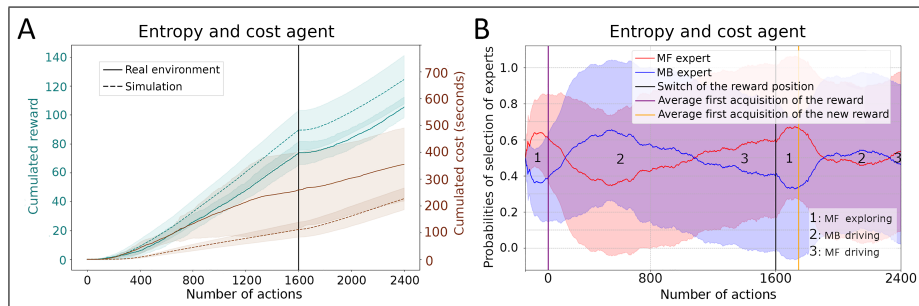 A
Entropy and cost agent
Cumulated reward
140
120
100
80
60
40
20
0
Real environment
Simulation
700
600
500
400
300
200
100
0
Cumulated cost (seconds)
0 400 800 1200 1600 2000 2400
Number of actions
B
Entropy and cost agent
Probabilities of selection of experts
1.0
0.8
0.6
0.4
0.2
0.0
MF expert
MB expert
Switch of the reward position
Average first acquisition of the reward
Average first acquisition of the new reward
1 2 3 1 2 3
1: MF exploring
2: MB driving
3: MF driving
0 800 1600 2400
Number of actions